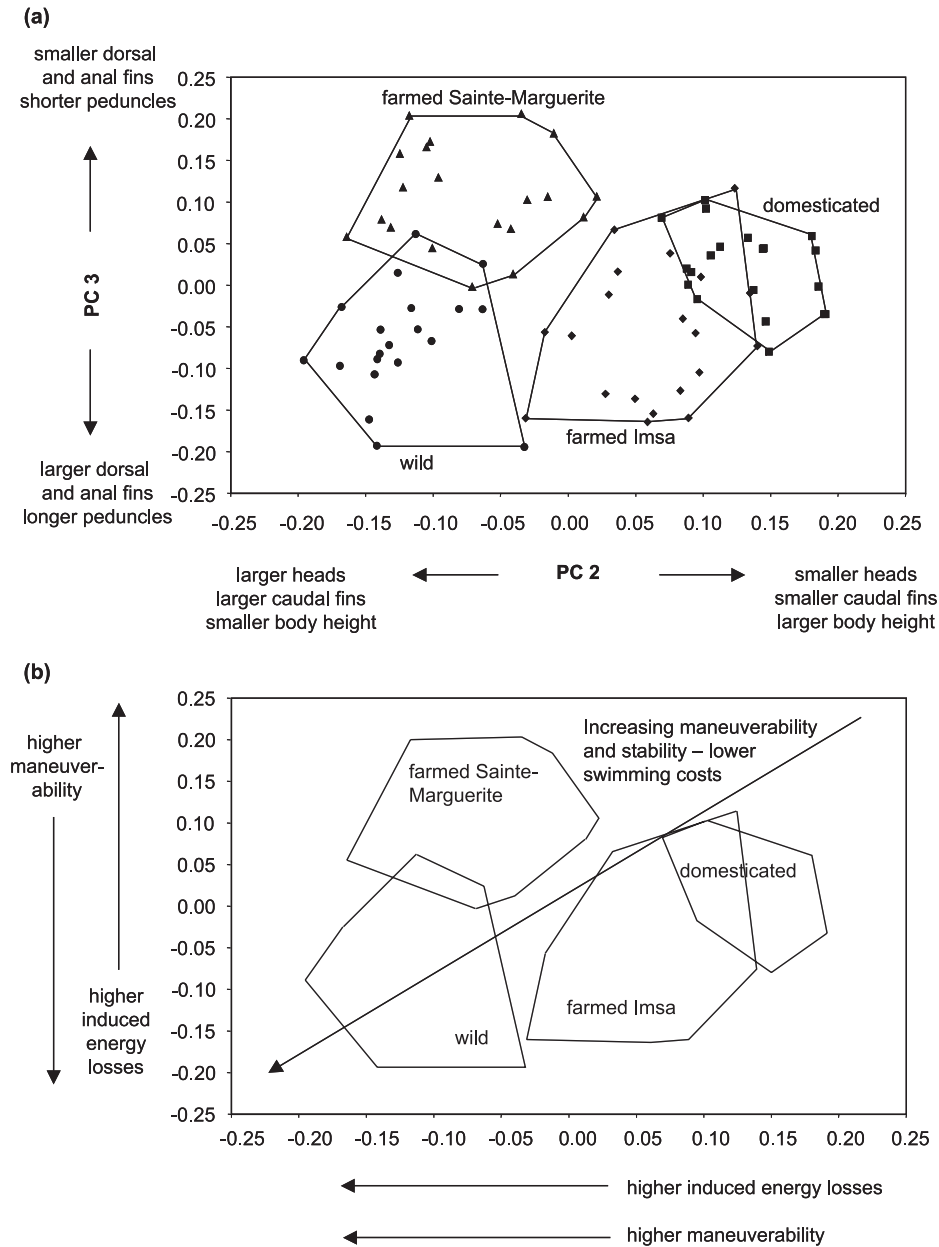 (a)
smaller dorsal
and anal fins
shorter peduncles
PC 3
larger dorsal
and anal fins
longer peduncles
0.25
0.20
0.15
0.10
0.05
0.00
-0.05
-0.10
-0.15
-0.20
-0.25
farmed Sainte-Marguerite
domesticated
farmed Imsa
wild
-0.25 -0.20 -0.15 -0.10 -0.05 0.00 0.05 0.10 0.15 0.20 0.25
larger heads
larger caudal fins
smaller body height
PC 2
smaller heads
smaller caudal fins
larger body height
(b)
higher
maneuver-
ability
higher
induced
energy
losses
0.25
0.20
0.15
0.10
0.05
0.00
-0.05
-0.10
-0.15
-0.20
-0.25
farmed Sainte-
Marguerite
Increasing maneuverability
and stability – lower
swimming costs
domesticated
farmed Imsa
wild
-0.25 -0.20 -0.15 -0.10 -0.05 0.00 0.05 0.10 0.15 0.20 0.25
higher induced energy losses
higher maneuverability